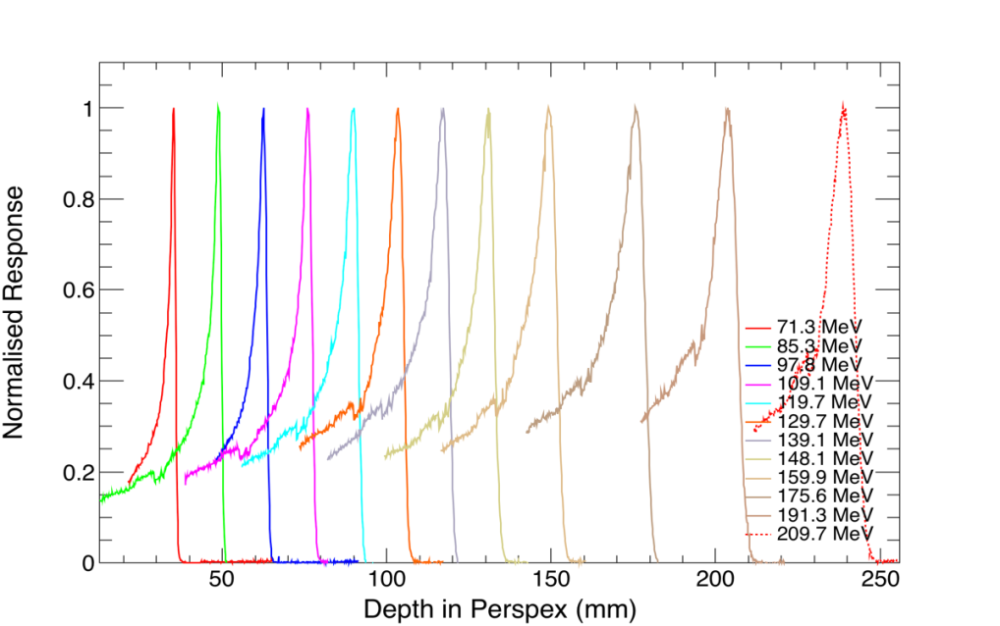 1
0.8
0.6
0.4
0.2
0
Normalised Response
71.3 MeV
85.3 MeV
97.8 MeV
109.1 MeV
119.7 MeV
129.7 MeV
139.1 MeV
148.1 MeV
159.9 MeV
175.6 MeV
191.3 MeV
209.7 MeV
50 100 150 200 250
Depth in Perspex (mm)